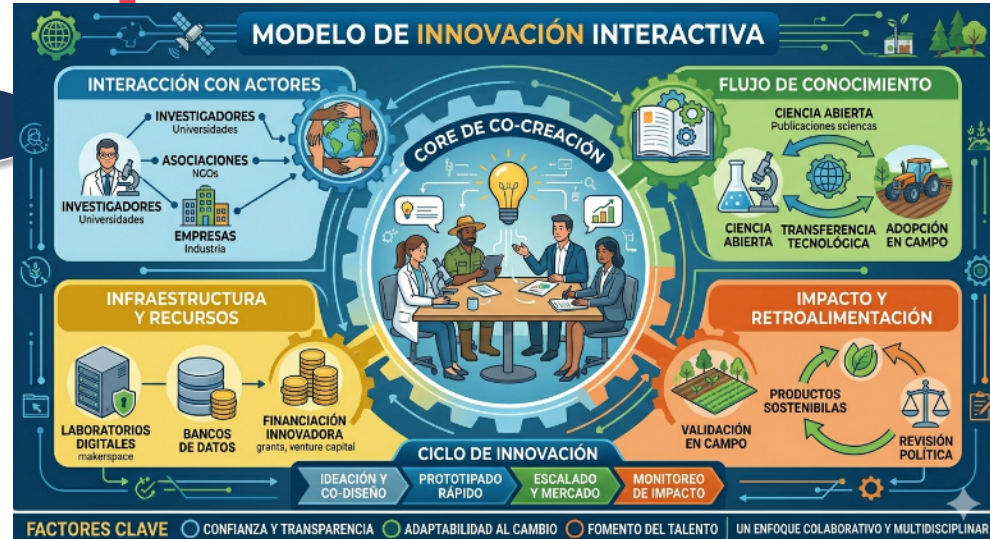 MODELO DE INNOVACIÓN INTERACTIVA
INTERACCIÓN CON ACTORES
INVESTIGADORES
Universidades
ASOCIACIONES
NGOs
INVESTIGADORES
Universidades
EMPRESAS
Industria
CORE DE CO-CREACIÓN
FLUJO DE CONOCIMIENTO
CIENCIA ABIERTA
Publicaciones sciencas
CIENCIA
ABIERTA
TRANSFERENCIA
TECNOLÓGICA
ADOPCIÓN
EN CAMPO
INFRAESTRUCTURA
Y RECURSOS
LABORATORIOS
DIGITALES
makerspace
BANCOS
DE DATOS
FINANCIACIÓN
INNOVADORA
grants, venture capital
IMPACTO Y
RETROALIMENTACIÓN
VALIDACIÓN
EN CAMPO
PRODUCTOS
SOSTENIBILAS
REVISIÓN
POLÍTICA
CICLO DE INNOVACIÓN
IDEACIÓN Y
CO-DISEÑO
PROTOTIPADO
RÁPIDO
ESCALADO
Y MERCADO
MONITOREO
DE IMPACTO
FACTORES CLAVE CONFIANZA Y TRANSPARENCIA ADAPTABILIDAD AL CAMBIO FOMENTO DEL TALENTO | UN ENFOQUE COLABORATIVO Y MULTIDISCIPLINAR